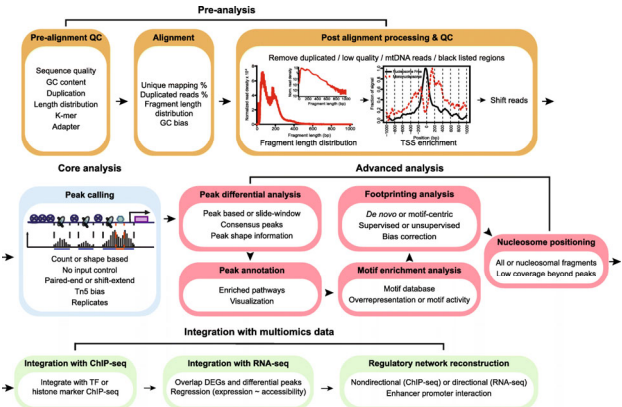 Pre-analysis
Pre-alignment QC
Sequence quality
GC content
Duplication
Length distribution
K-mer
Adapter
Alignment
Unique mapping %
Duplicated reads %
Fragment length
distribution
GC bias
Post alignment processing & QC
Remove duplicated / low quality / mtDNA reads / black listed regions
Fragment length (bp)
Fragment length distribution
Fraction of signal
Position (bp)
TSS enrichment
Shift reads
Core analysis
Peak calling
Count or shape based
No input control
Paired-end or shift-extend
Tn5 bias
Replicates
Advanced analysis
Peak differential analysis
Peak based or slide-window
Consensus peaks
Peak shape information
Peak annotation
Enriched pathways
Visualization
Footprinting analysis
De novo or motif-centric
Supervised or unsupervised
Bias correction
Motif enrichment analysis
Motif database
Overrepresentation or motif activity
Nucleosome positioning
All or nucleosomal fragments
Low coverage beyond peaks
Integration with multiomics data
Integration with ChIP-seq
Integrate with TF or
histone marker ChIP-seq
Integration with RNA-seq
Overlap DEGs and differential peaks
Regression (expression ~ accessibility)
Regulatory network reconstruction
Nondirectional (ChIP-seq) or directional (RNA-seq)
Enhancer promoter interaction